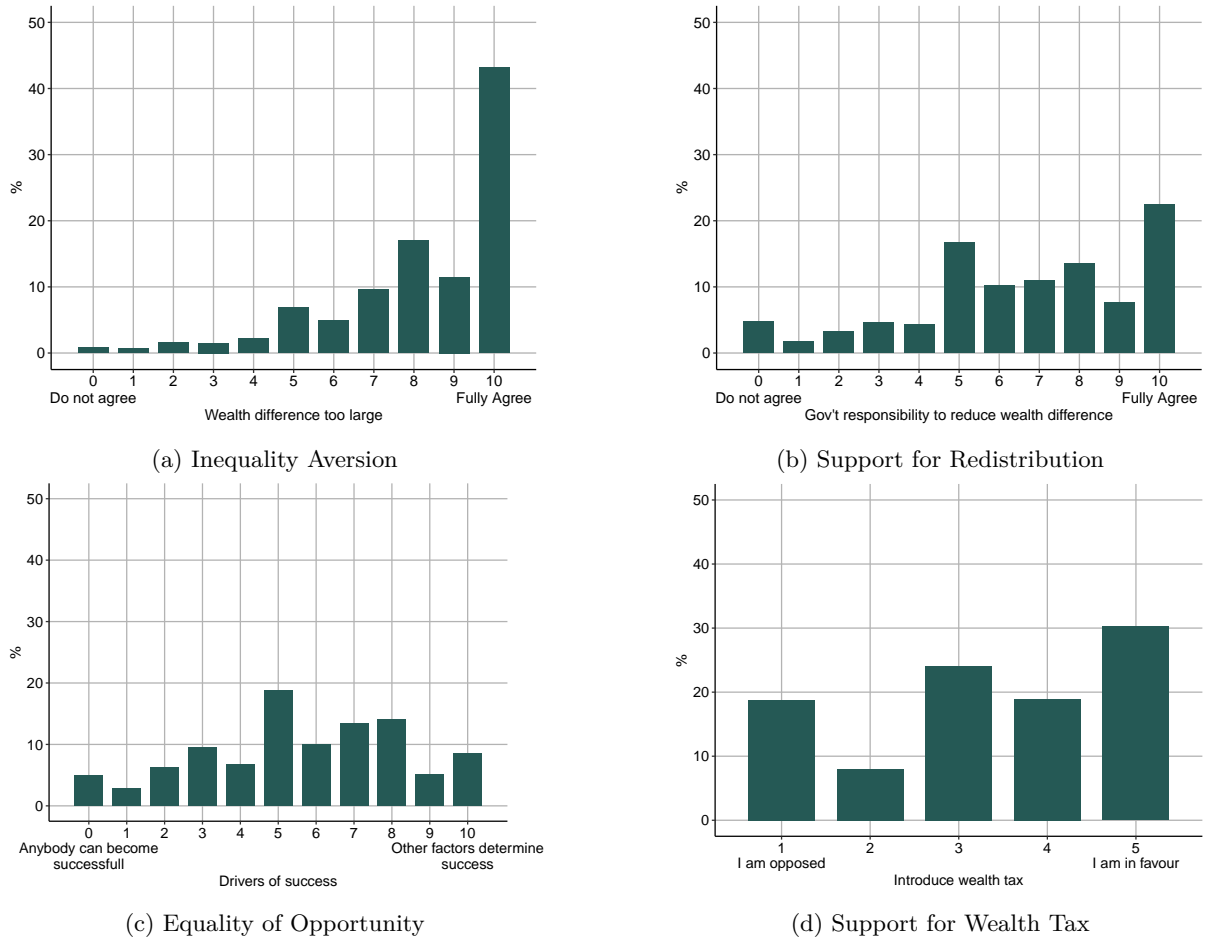 50
40
30
20
10
0
%
0 1 2 3 4 5 6 7 8 9 10
Do not agree Fully Agree
Wealth difference too large
(a) Inequality Aversion
50
40
30
20
10
0
%
0 1 2 3 4 5 6 7 8 9 10
Do not agree Fully Agree
Gov't responsibility to reduce wealth difference
(b) Support for Redistribution
50
40
30
20
10
0
%
0 1 2 3 4 5 6 7 8 9 10
Anybody can become Other factors determine
successfull success
Drivers of success
(c) Equality of Opportunity
50
40
30
20
10
0
%
1 2 3 4 5
I am opposed I am in favour
Introduce wealth tax
(d) Support for Wealth Tax